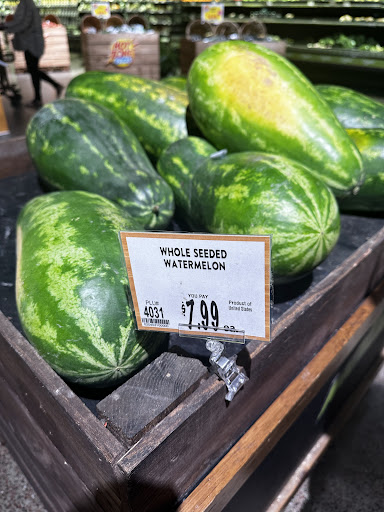 WHOLE SEEDED
WATERMELON
YOU PAY
PLU#
4031
$7.99
Product of
United States